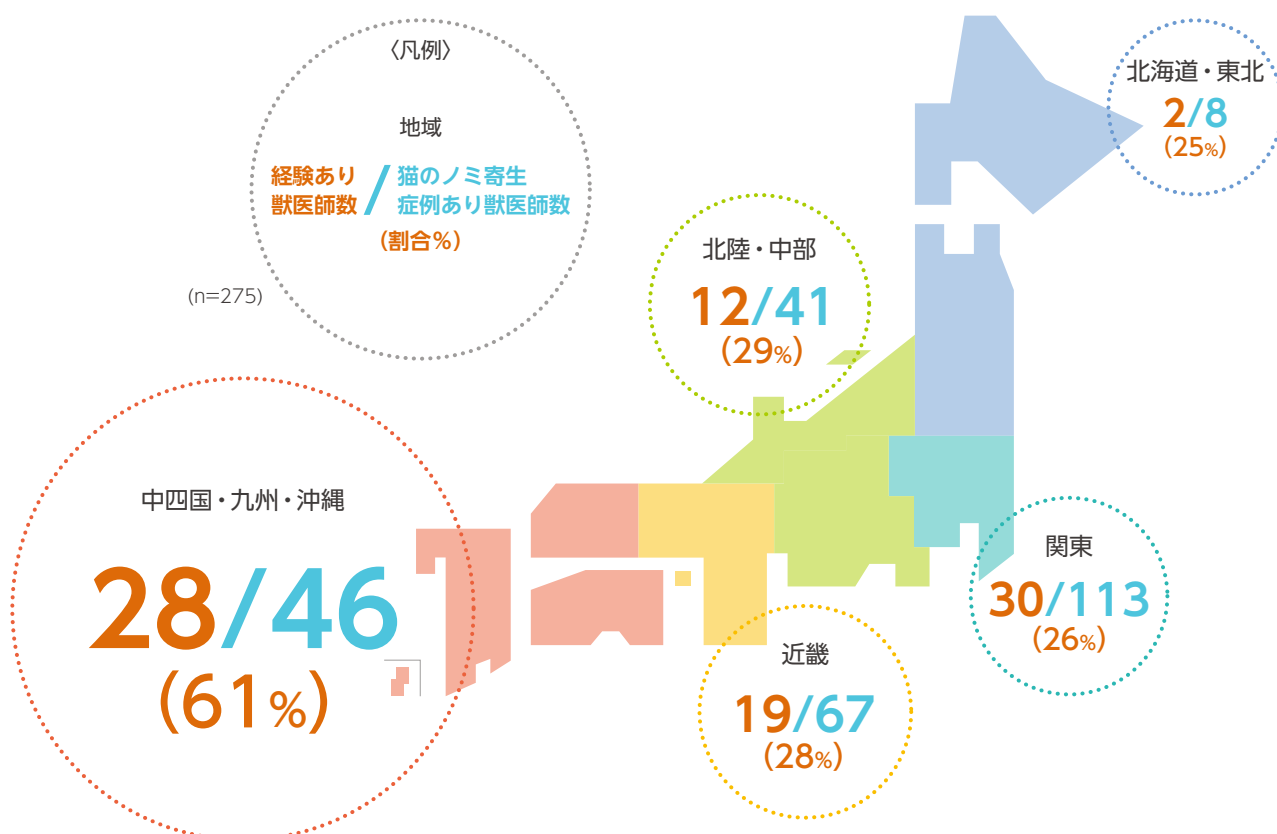 〈凡例〉
地域
経験あり
獣医師数
/
猫のノミ寄生
症例あり獣医師数
(割合%)
(n=275)
北海道・東北
2/8
(25%)
北陸・中部
12/41
(29%)
中四国・九州・沖縄
28/46
(61%)
関東
30/113
(26%)
近畿
19/67
(28%)